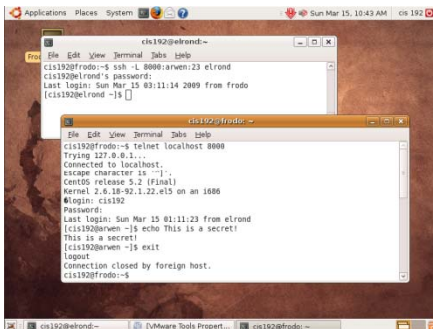 Applications Places System
Sun Mar 15, 10:43 AM cis 192
cis192@elrond:~
File Edit View Terminal Tabs Help
cis192@frodo:~$ ssh -L 8000:arwen:23 elrond
cis192@elrond's password:
Last login: Sun Mar 15 03:11:14 2009 from frodo
[cis192@elrond ~]$
cis192@frodo: ~
File Edit View Terminal Tabs Help
cis192@frodo:~$ telnet localhost 8000
Trying 127.0.0.1...
Connected to localhost.
Escape character is '^]'.
CentOS release 5.2 (Final)
Kernel 2.6.18-92.1.22.el5 on an i686
login: cis192
Password:
Last login: Sun Mar 15 01:11:23 from elrond
[cis192@arwen ~]$ echo This is a secret!
This is a secret!
[cis192@arwen ~]$ exit
logout
Connection closed by foreign host.
cis192@frodo:~$
cis192@elrond:~
[VMware Tools Propert...
cis192@frodo: ~